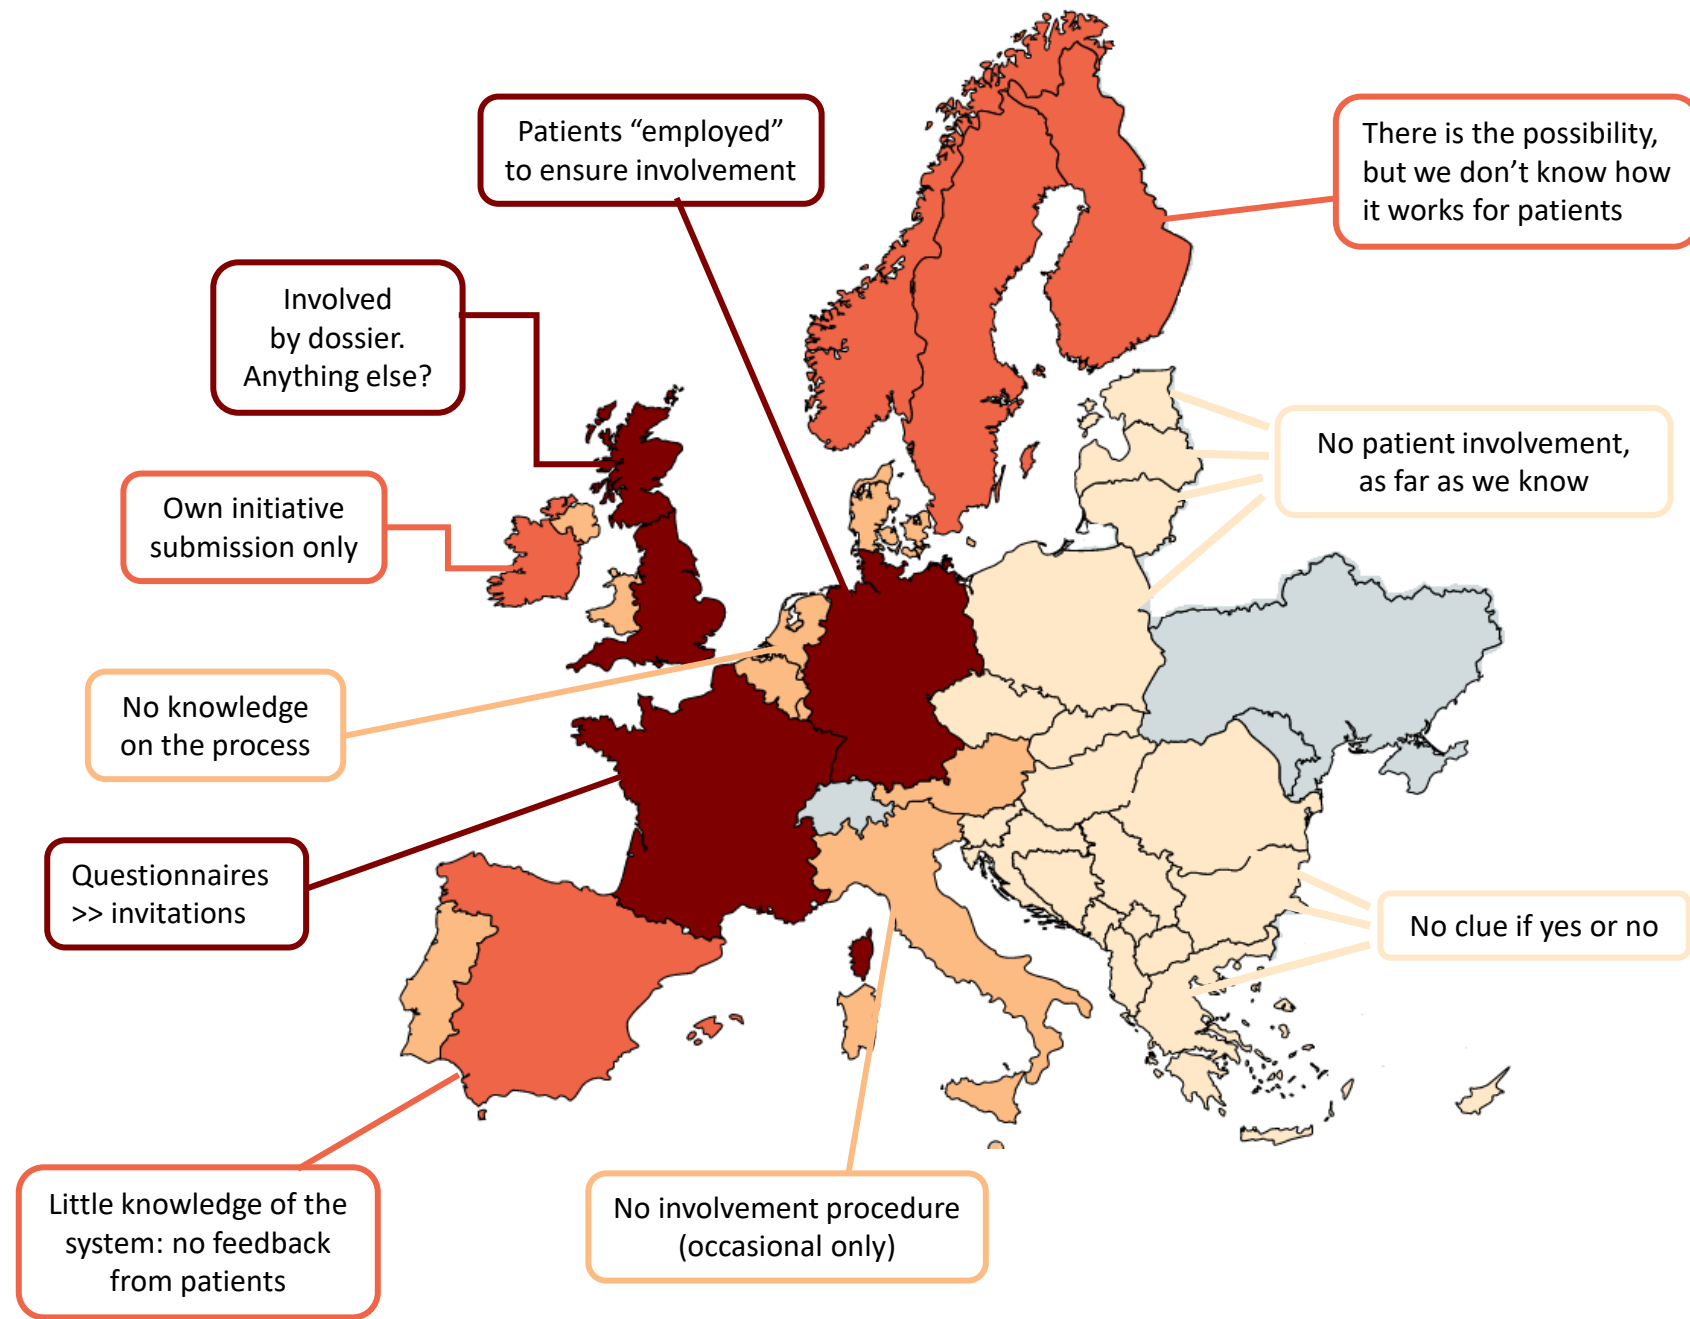 Patients “employed”
to ensure involvement
There is the possibility,
but we don’t know how
it works for patients
Involved
by dossier.
Anything else?
No patient involvement,
as far as we know
Own initiative
submission only
No knowledge
on the process
Questionnaires
>> invitations
No clue if yes or no
Little knowledge of the
system: no feedback
from patients
No involvement procedure
(occasional only)